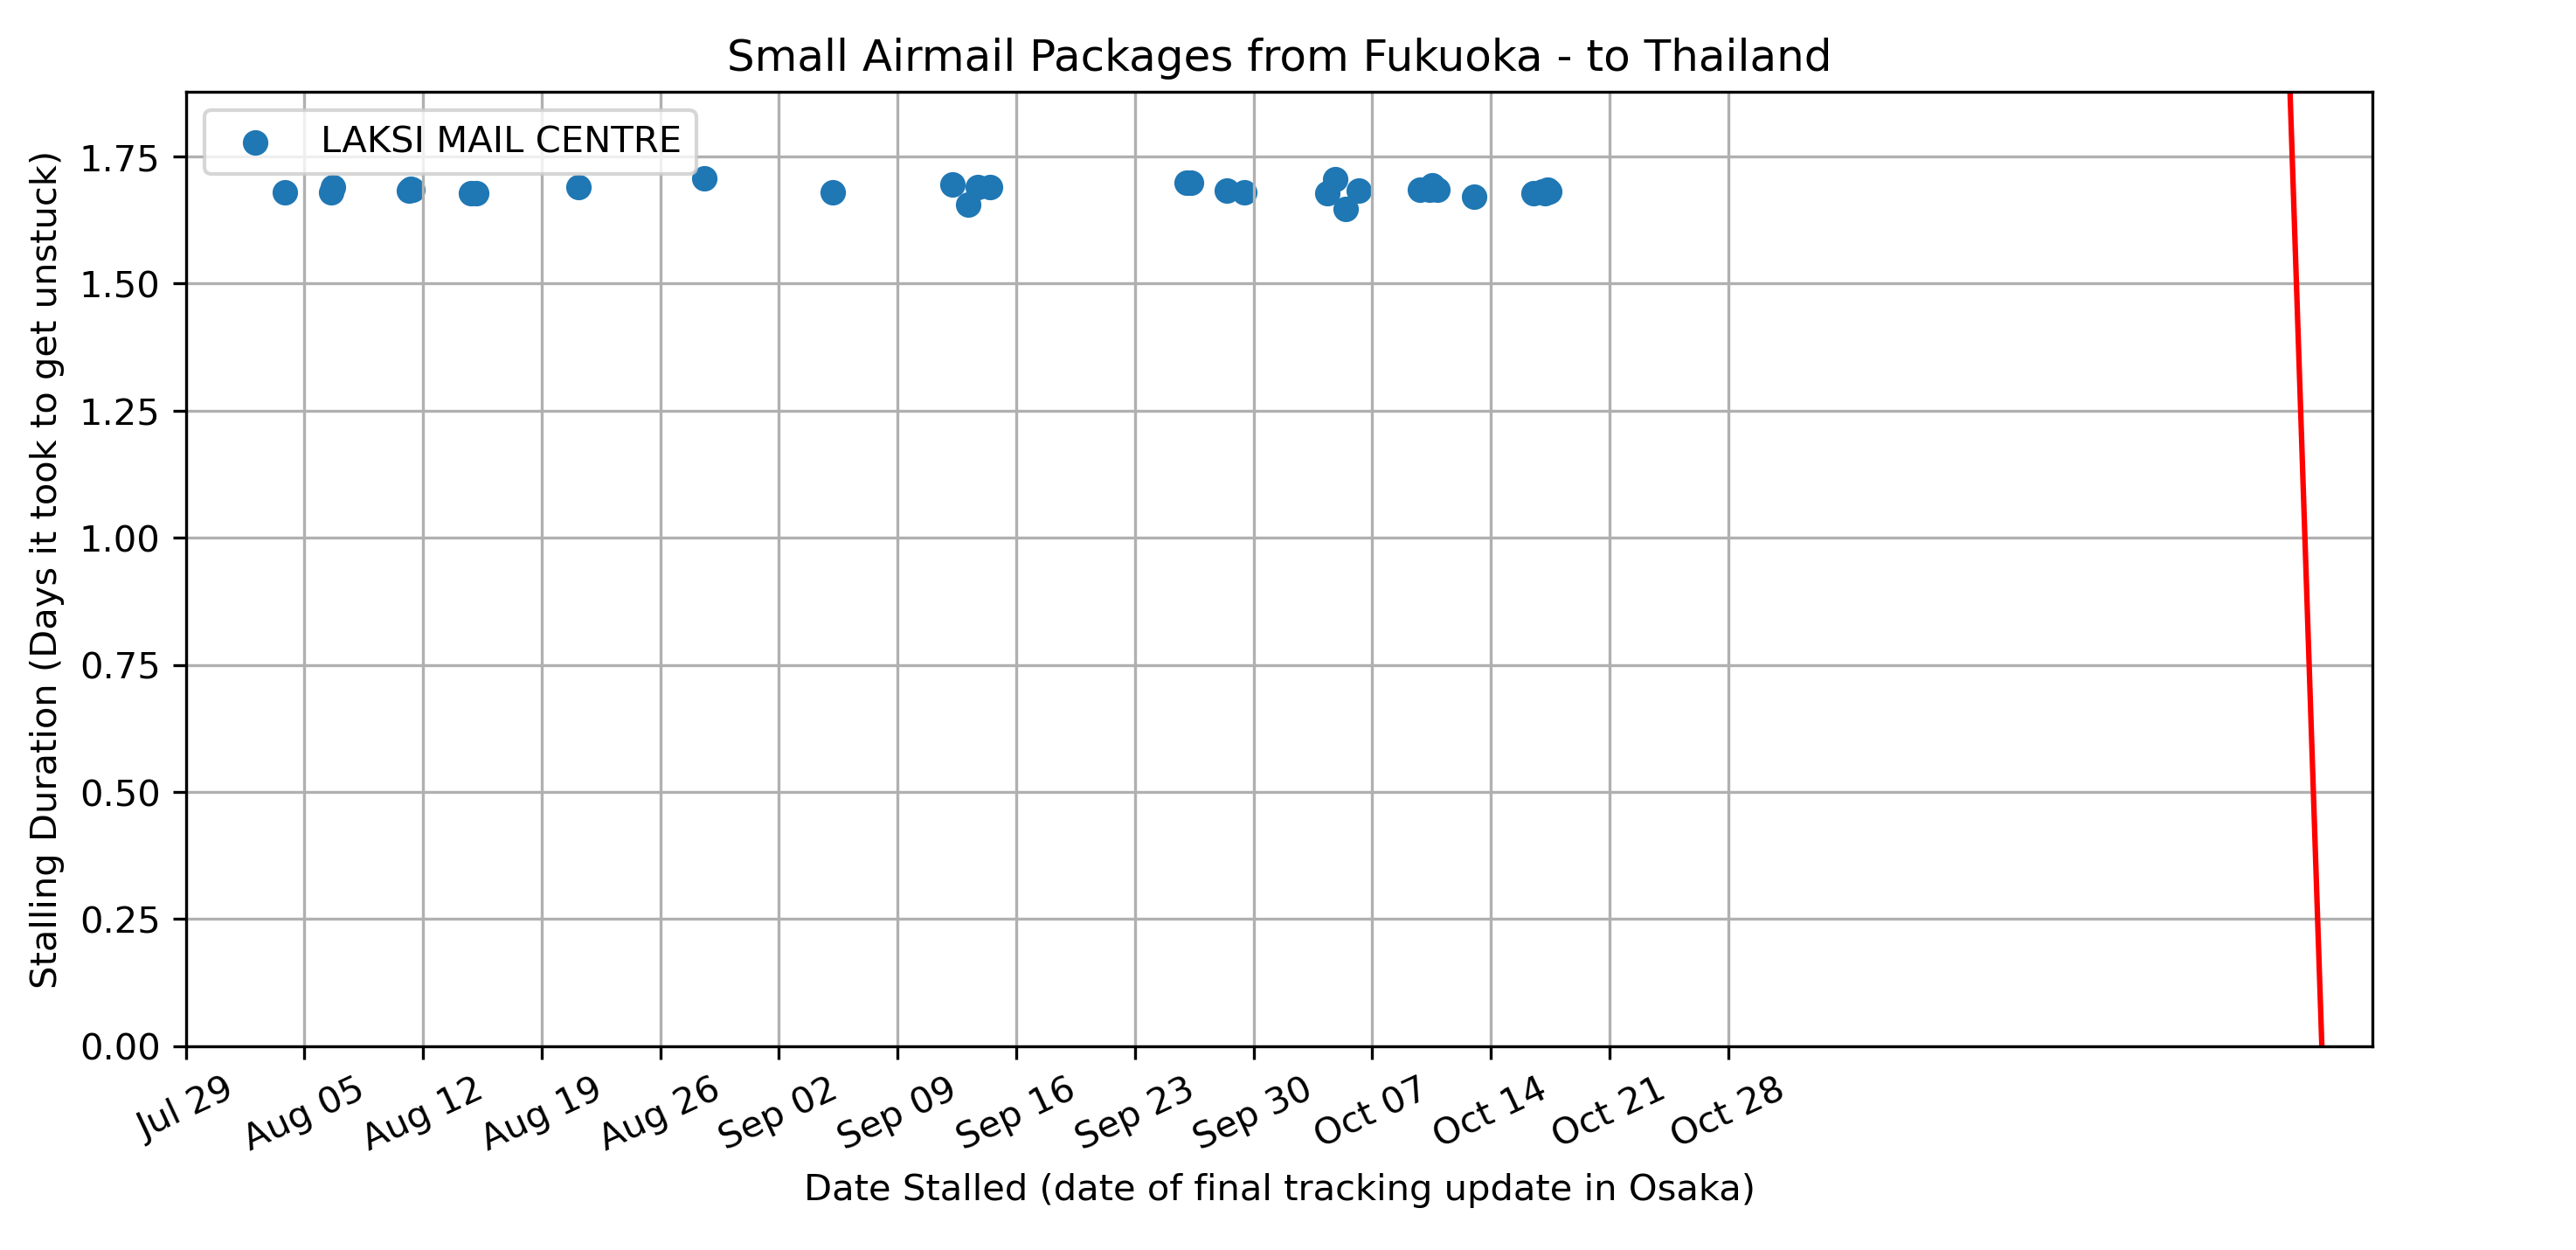 Small Airmail Packages from Fukuoka - to Thailand
LAKSI MAIL CENTRE
Stalling Duration (Days it took to get unstuck)
1.75
1.50
1.25
1.00
0.75
0.50
0.25
0.00
Jul 29
Aug 05
Aug 12
Aug 19
Aug 26
Sep 02
Sep 09
Sep 16
Sep 23
Sep 30
Oct 07
Oct 14
Oct 21
Oct 28
Date Stalled (date of final tracking update in Osaka)